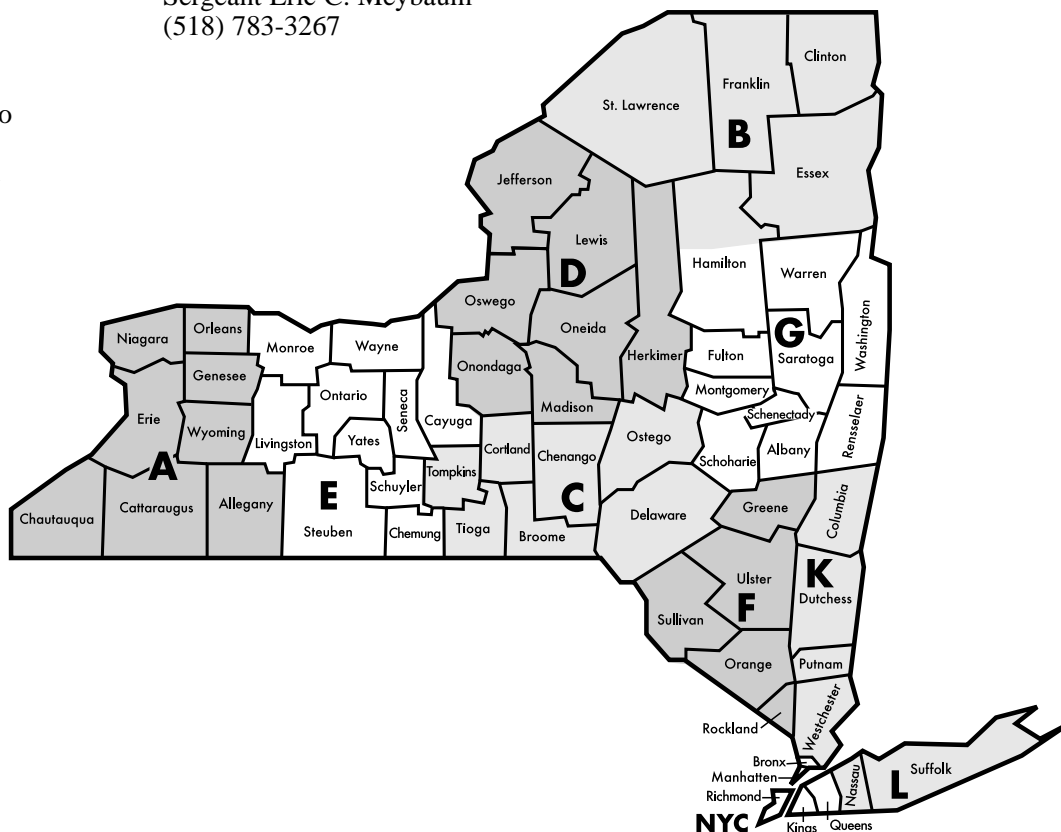 Sergeant Eric C. Meybaum
(518) 783-3267
o
Clinton
Franklin
St. Lawrence
B
Essex
Jefferson
Lewis
D
Hamilton
Warren
Oswego
Washington
Oneida
G
Niagara
Orleans
Monroe
Wayne
Herkimer
Fulton
Saratoga
Onondaga
Genesee
Montgomery
Ontario
Seneca
Cayuga
Madison
Schenectady
Erie
Wyoming
Livingston
Yates
Ostego
Rensselaer
Cortland
Chenango
Schoharie
Albany
A
Tompkins
E
Schuyler
C
Cattaraugus
Allegany
Greene
Columbia
Chautauqua
Steuben
Chemung
Tioga
Broome
Delaware
K
Ulster
Dutchess
F
Sullivan
Orange
Putnam
Westchester
Rockland
Bronx
Manhatten
Richmond
NYC
Kings
Queens
Nassau
L
Suffolk